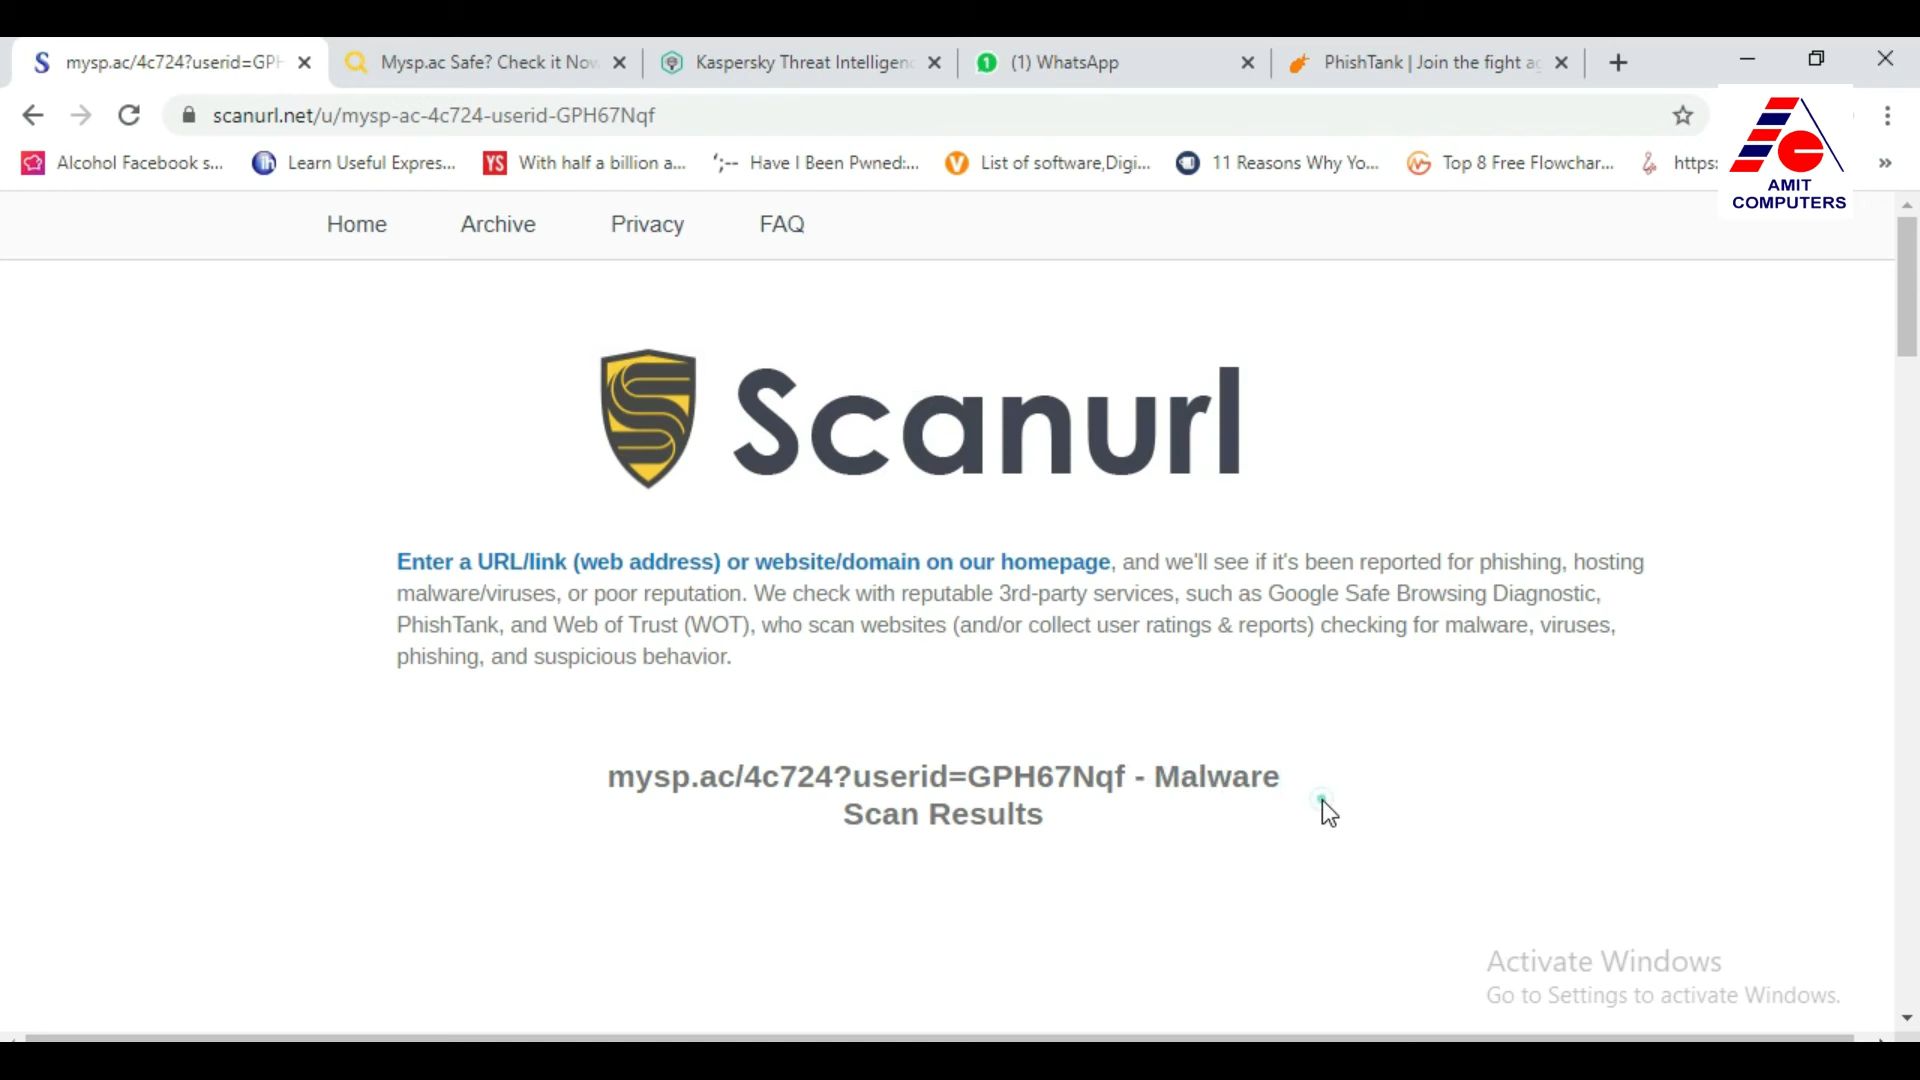 mysp.ac/4c724?userid=GPH
Mysp.ac Safe? Check it Now
Kaspersky Threat Intelligenc
(1) WhatsApp
PhishTank | Join the fight ag
scanurl.net/u/mysp-ac-4c724-userid-GPH67Nqf
Alcohol Facebook s...
Learn Useful Expres...
YS With half a billion a...
';-- Have I Been Pwned:...
List of software,Digi...
11 Reasons Why Yo...
Top 8 Free Flowchar...
https:
AMIT
COMPUTERS
Home
Archive
Privacy
FAQ
Scanurl
Enter a URL/link (web address) or website/domain on our homepage, and we'll see if it's been reported for phishing, hosting
malware/viruses, or poor reputation. We check with reputable 3rd-party services, such as Google Safe Browsing Diagnostic,
PhishTank, and Web of Trust (WOT), who scan websites (and/or collect user ratings & reports) checking for malware, viruses,
phishing, and suspicious behavior.
mysp.ac/4c724?userid=GPH67Nqf - Malware
Scan Results
Activate Windows
Go to Settings to activate Windows.